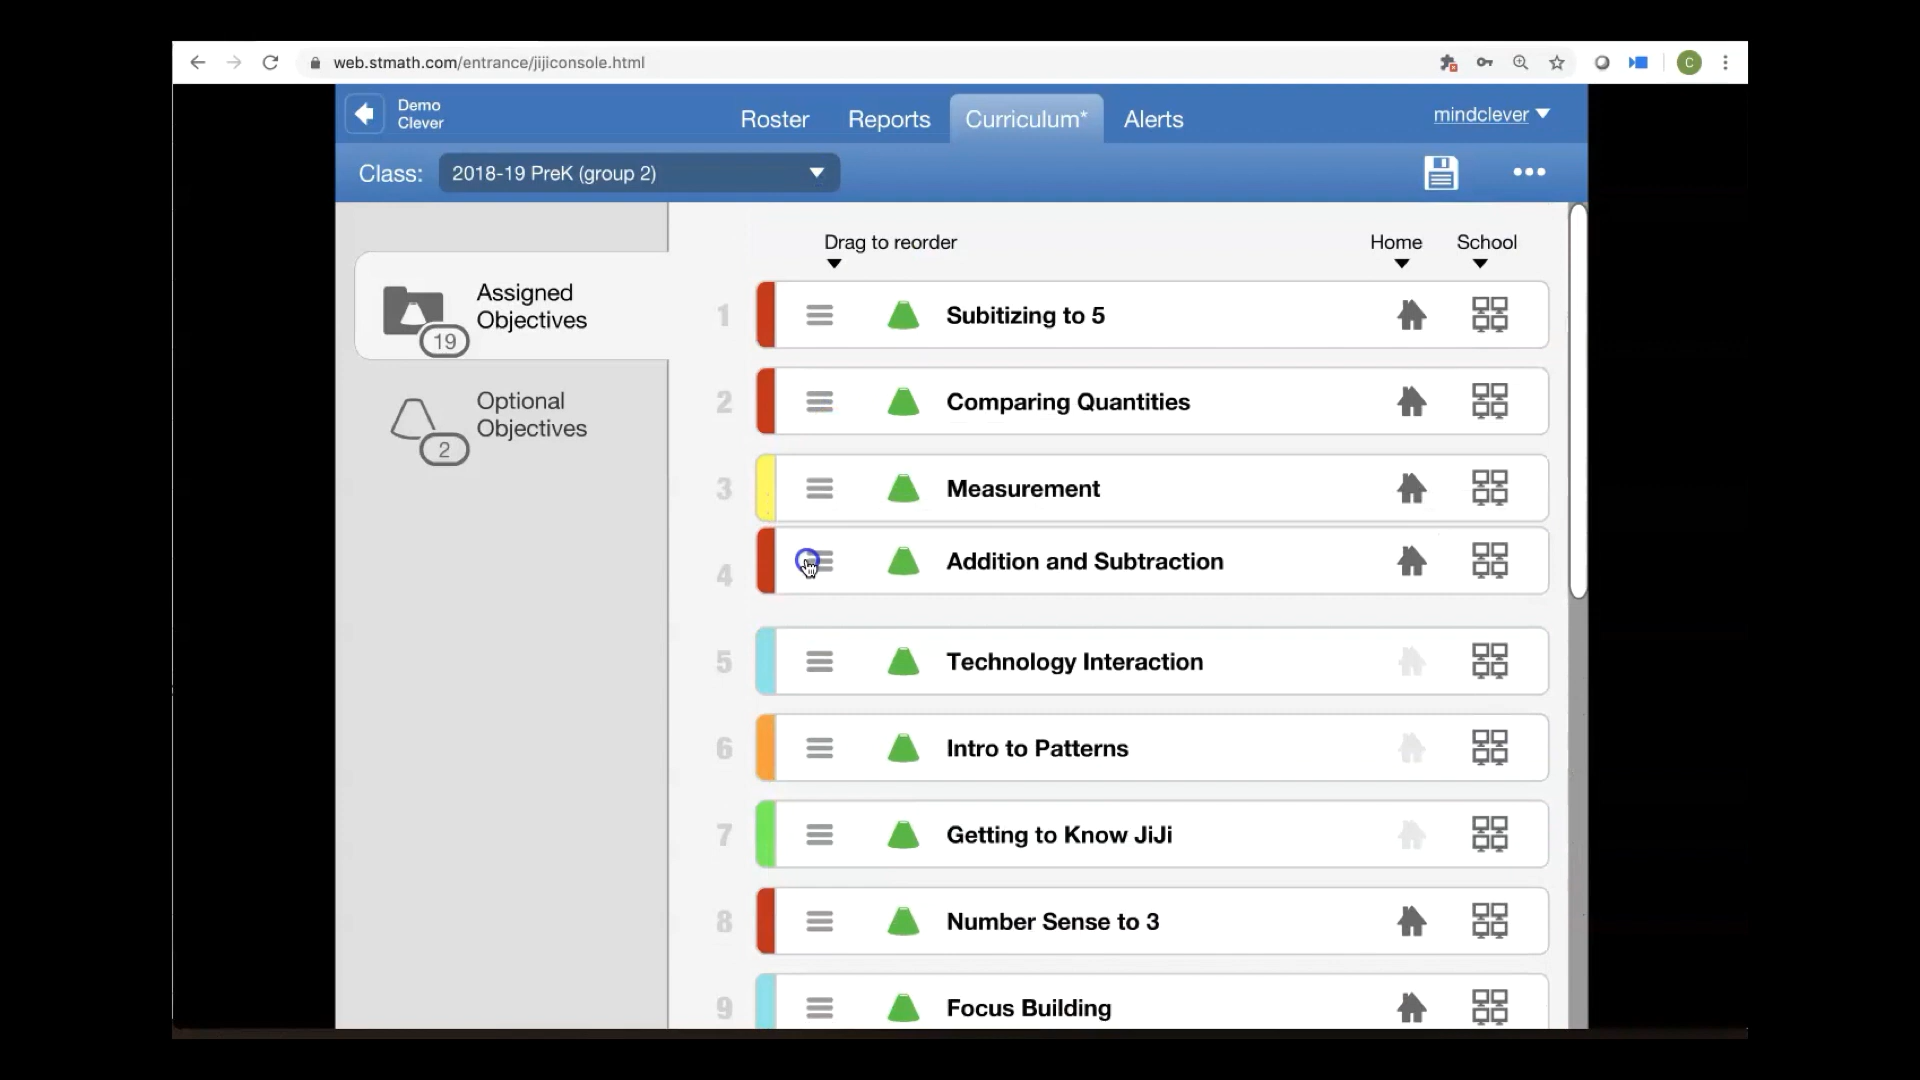 web.stmath.com/entrance/jijiconsole.html
C
Demo
Clever
Roster
Reports
Curriculum*
Alerts
mindclever
Class:
2018-19 PreK (group 2)
Drag to reorder
Home
School
Assigned
Objectives
19
Optional
Objectives
2
1 Subitizing to 5
2 Comparing Quantities
3 Measurement
4 Addition and Subtraction
5 Technology Interaction
6 Intro to Patterns
7 Getting to Know JiJi
8 Number Sense to 3
9 Focus Building